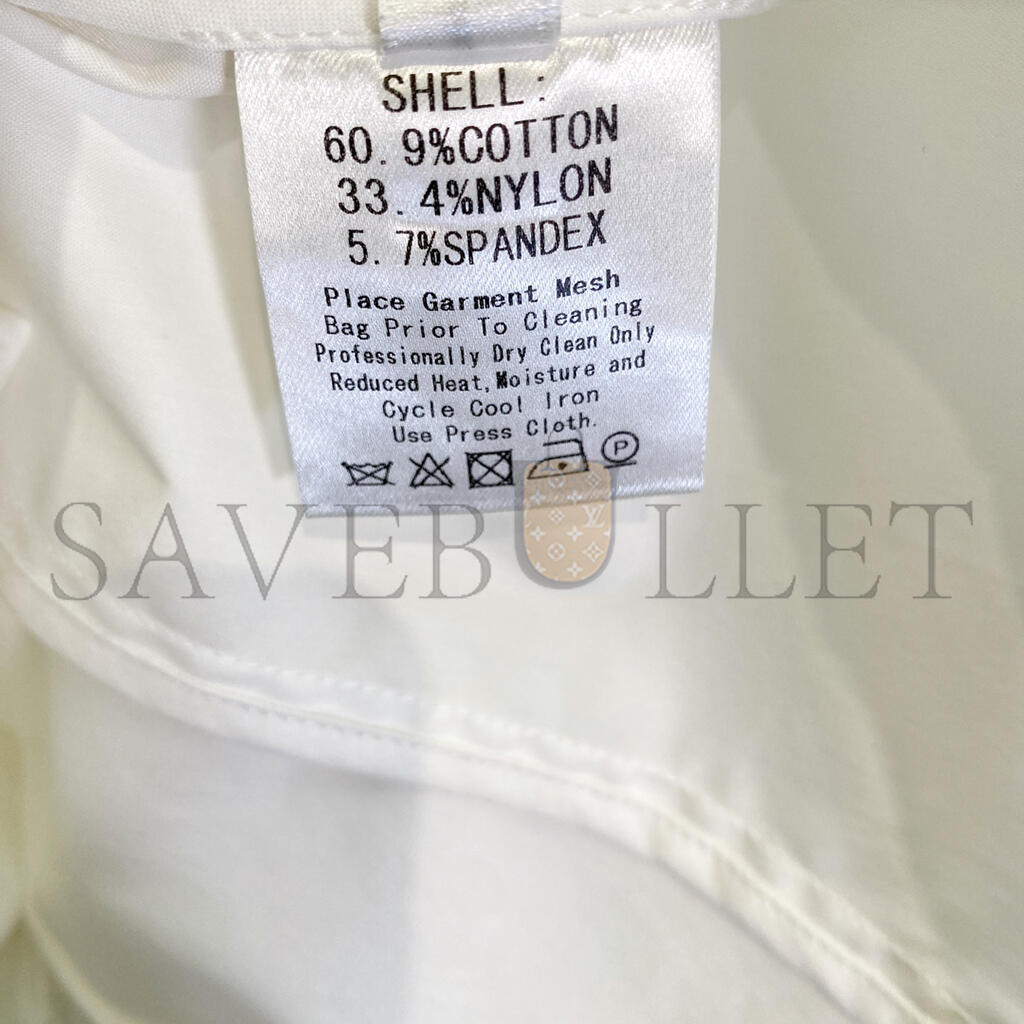 SHELL:
60.9%COTTON
33.4%NYLON
5.7%SPANDEX
Place Garment Mesh
Bag Prior To Cleaning
Professionally Dry Clean Only
Reduced Heat,Moisture and
Cycle Cool Iron
Use Press Cloth.
P
SAVEBULLET
LV